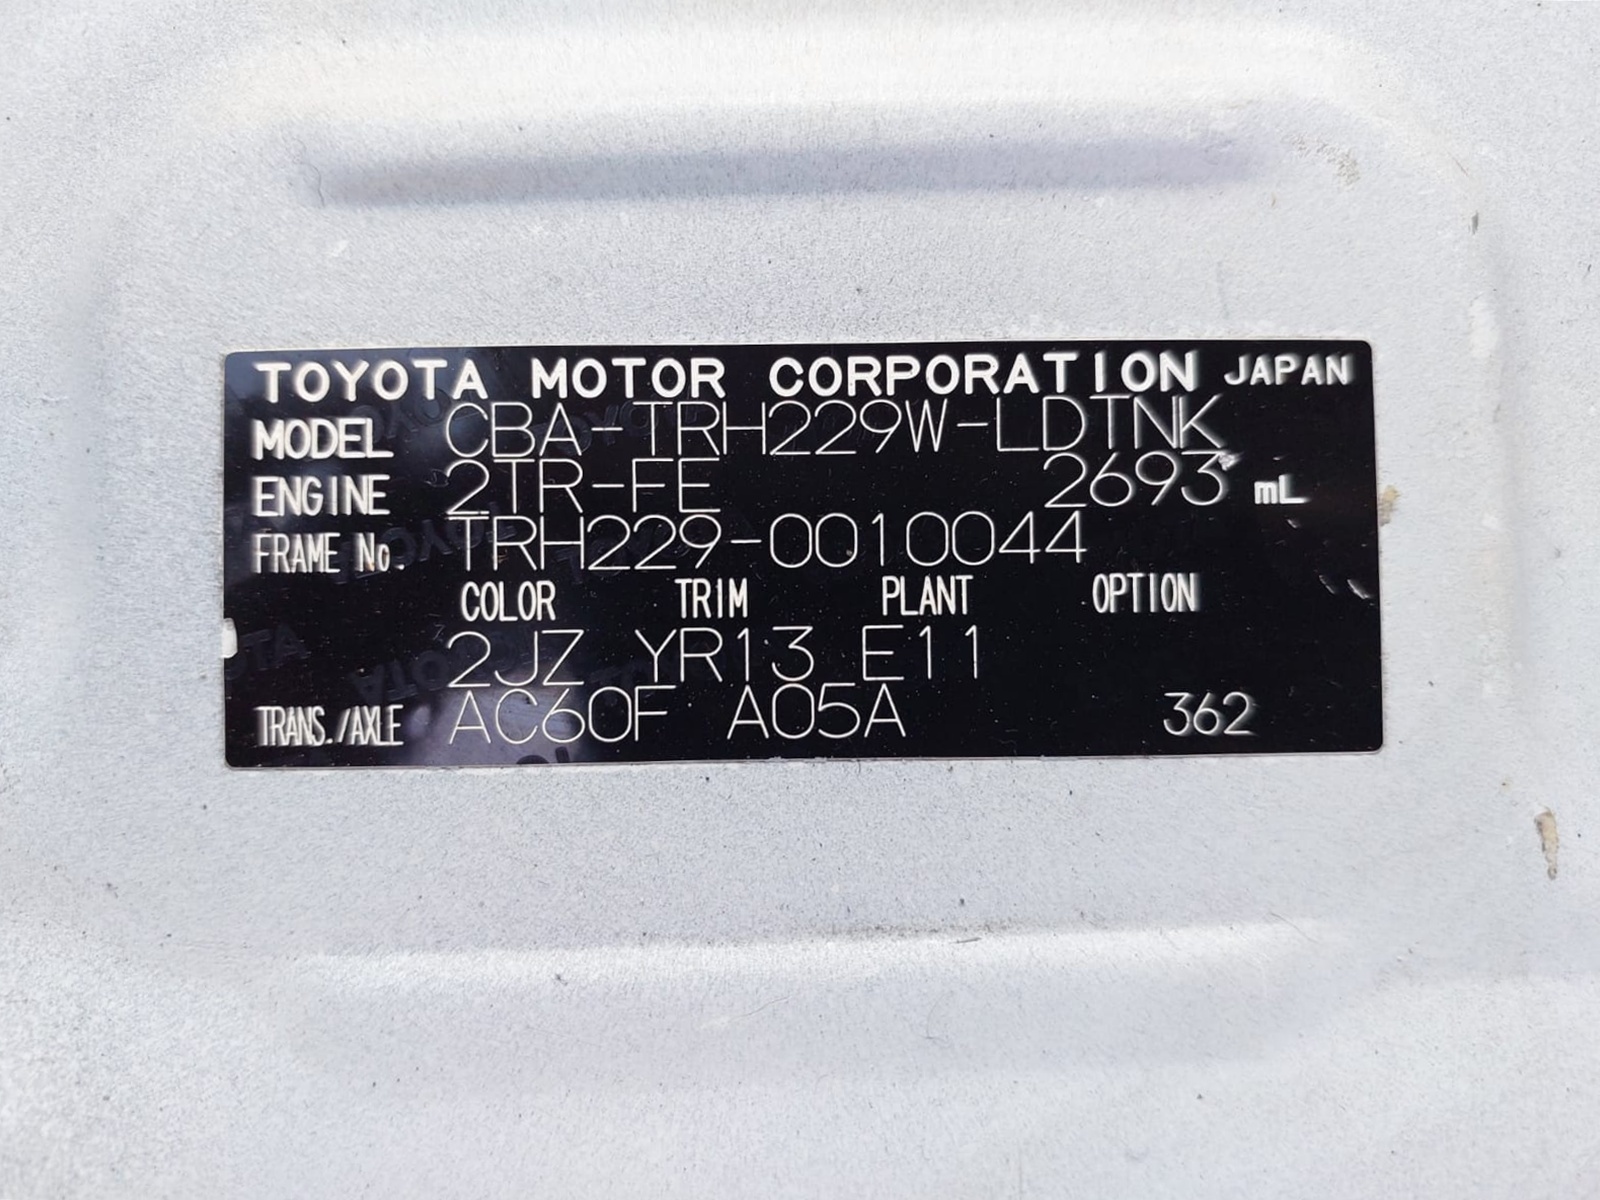 TOYOTA MOTOR CORPORATION JAPAN
MODEL CBA-TRH229W-LDTNK
ENGINE 2TR-FE 2693 mL
FRAME No. TRH229-0010044
COLOR TRIM PLANT OPTION
2JZ YR13 E11
TRANS./AXLE AC60F A05A 362